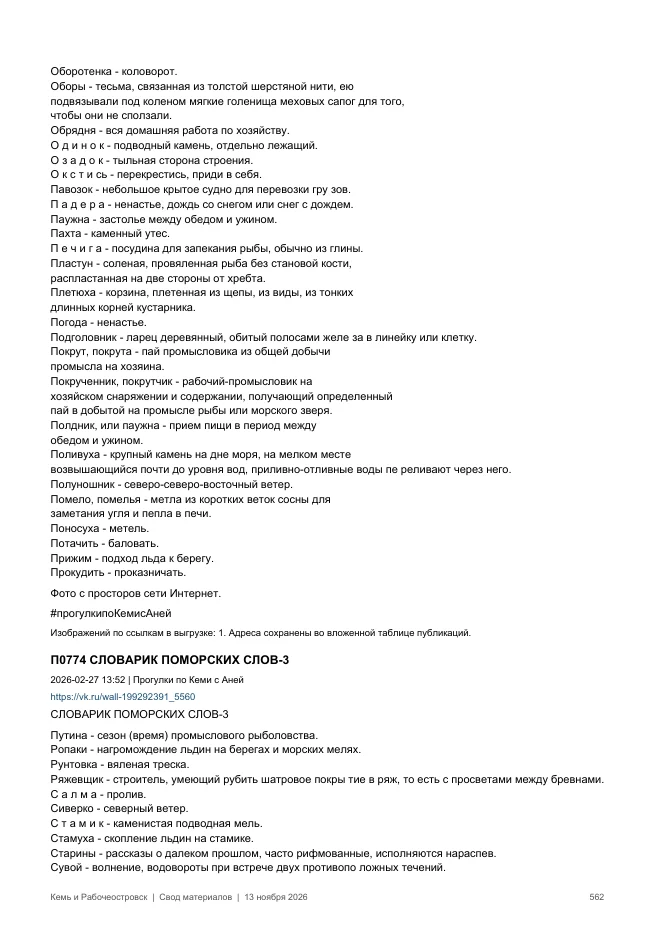 Оборотенка - коловорот.
Оборы - тесьма, связанная из толстой шерстяной нити, ею
подвязывали под коленом мягкие голенища меховых сапог для того,
чтобы они не сползали.
Обрядня - вся домашняя работа по хозяйству.
О д и н о к - подводный камень, отдельно лежащий.
О з а д о к - тыльная сторона строения.
О к с т и сь - перекрестись, приди в себя.
Павозок - небольшое крытое судно для перевозки гру зов.
П а д е р а - ненастье, дождь со снегом или снег с дождем.
Паужна - застолье между обедом и ужином.
Пахта - каменный утес.
П е ч и г а - посудина для запекания рыбы, обычно из глины.
Пластун - соленая, провяленная рыба без становой кости,
распластанная на две стороны от хребта.
Плетюха - корзина, плетенная из щепы, из виды, из тонких
длинных корней кустарника.
Погода - ненастье.
Подголовник - ларец деревянный, обитый полосами желе за в линейку или клетку.
Покрут, покрута - пай промысловика из общей добычи
промысла на хозяина.
Покрученник, покрутчик - рабочий-промысловик на
хозяйском снаряжении и содержании, получающий определенный
пай в добытой на промысле рыбы или морского зверя.
Полдник, или паужна - прием пищи в период между
обедом и ужином.
Поливуха - крупный камень на дне моря, на мелком месте
возвышающийся почти до уровня вод, приливно-отливные воды пе реливают через него.
Полуношник - северо-северо-восточный ветер.
Помело, помелья - метла из коротких веток сосны для
заметания угля и пепла в печи.
Поносуха - метель.
Потачить - баловать.
Прижим - подход льда к берегу.
Прокудить - проказничать.
Фото с просторов сети Интернет.
#прогулкипоКемисАней
Изображений по ссылкам в выгрузке: 1. Адреса сохранены во вложенной таблице публикаций.
П0774 СЛОВАРИК ПОМОРСКИХ СЛОВ-3
2026-02-27 13:52 | Прогулки по Кеми с Аней
https://vk.ru/wall-199292391_5560
СЛОВАРИК ПОМОРСКИХ СЛОВ-3
Путина - сезон (время) промыслового рыболовства.
Ропаки - нагромождение льдин на берегах и морских мелях.
Рунтовка - вяленая треска.
Ряжевщик - строитель, умеющий рубить шатровое покры тие в ряж, то есть с просветами между бревнами.
С а л м а - пролив.
Сиверко - северный ветер.
С т а м и к - каменистая подводная мель.
Стамуха - скопление льдин на стамике.
Старины - рассказы о далеком прошлом, часто рифмованные, исполняются нараспев.
Сувой - волнение, водовороты при встрече двух противопо ложных течений.
Кемь и Рабочеостровск | Свод материалов | 13 ноября 2026
562